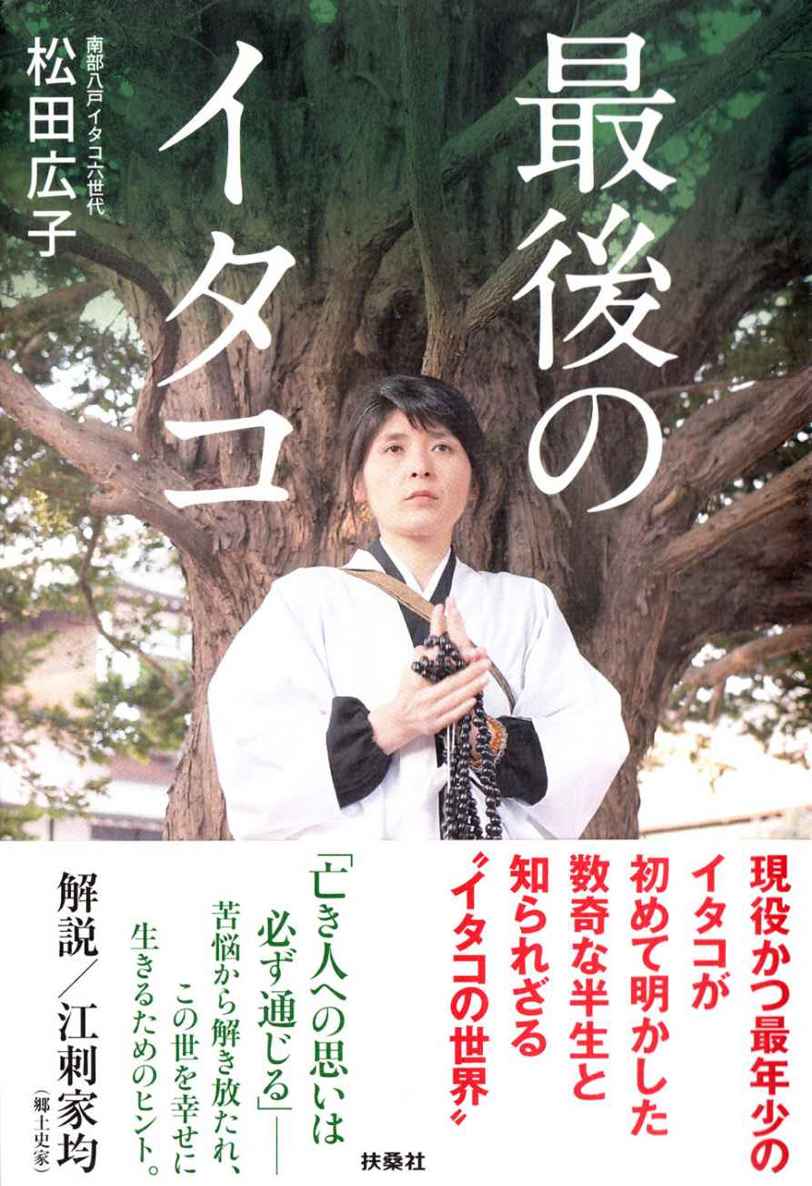 最後の
イタコ
南部八戸イタコ六世代
松田広子
現役かつ最年少の
イタコが
初めて明かした
数奇な半生と
知られざる
〝イタコの世界〟
「亡き人への思いは
必ず通じる」――
苦悩から解き放たれ、
この世を幸せに
生きるためのヒント。
解説／江刺家均
（郷土史家）
扶桑社